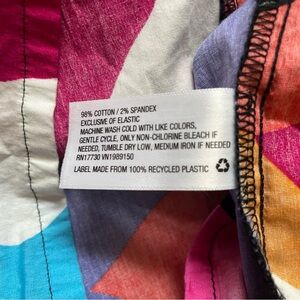 98% COTTON / 2% SPANDEX
EXCLUSIVE OF ELASTIC
MACHINE WASH COLD WITH LIKE COLORS,
GENTLE CYCLE, ONLY NON-CHLORINE BLEACH IF
NEEDED, TUMBLE DRY LOW, MEDIUM IRON IF NEEDED
RN17730 VN1989150
LABEL MADE FROM 100% RECYCLED PLASTIC